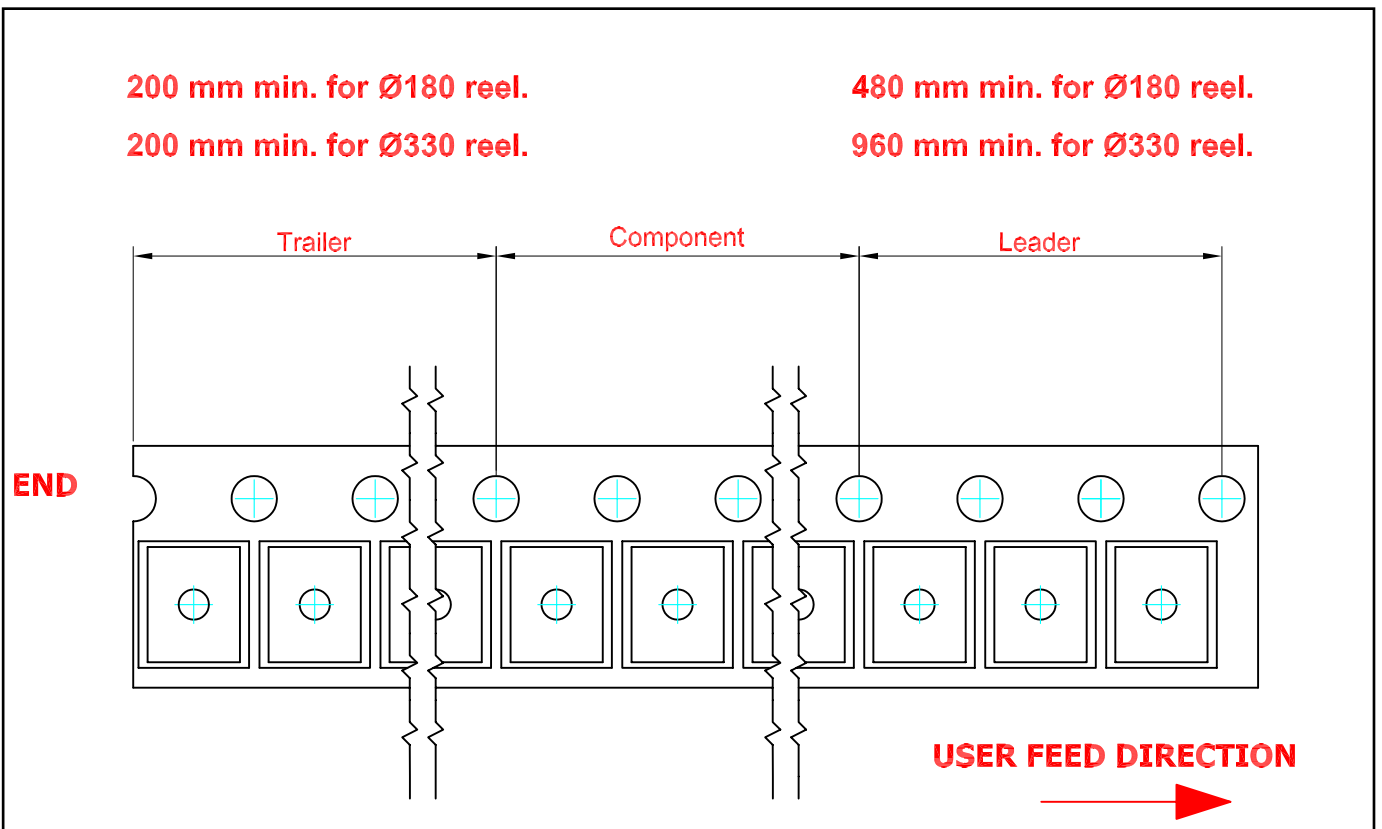 200 mm min. for Ø180 reel.
200 mm min. for Ø330 reel.
480 mm min. for Ø180 reel.
960 mm min. for Ø330 reel.
Trailer
Component
Leader
END
USER FEED DIRECTION